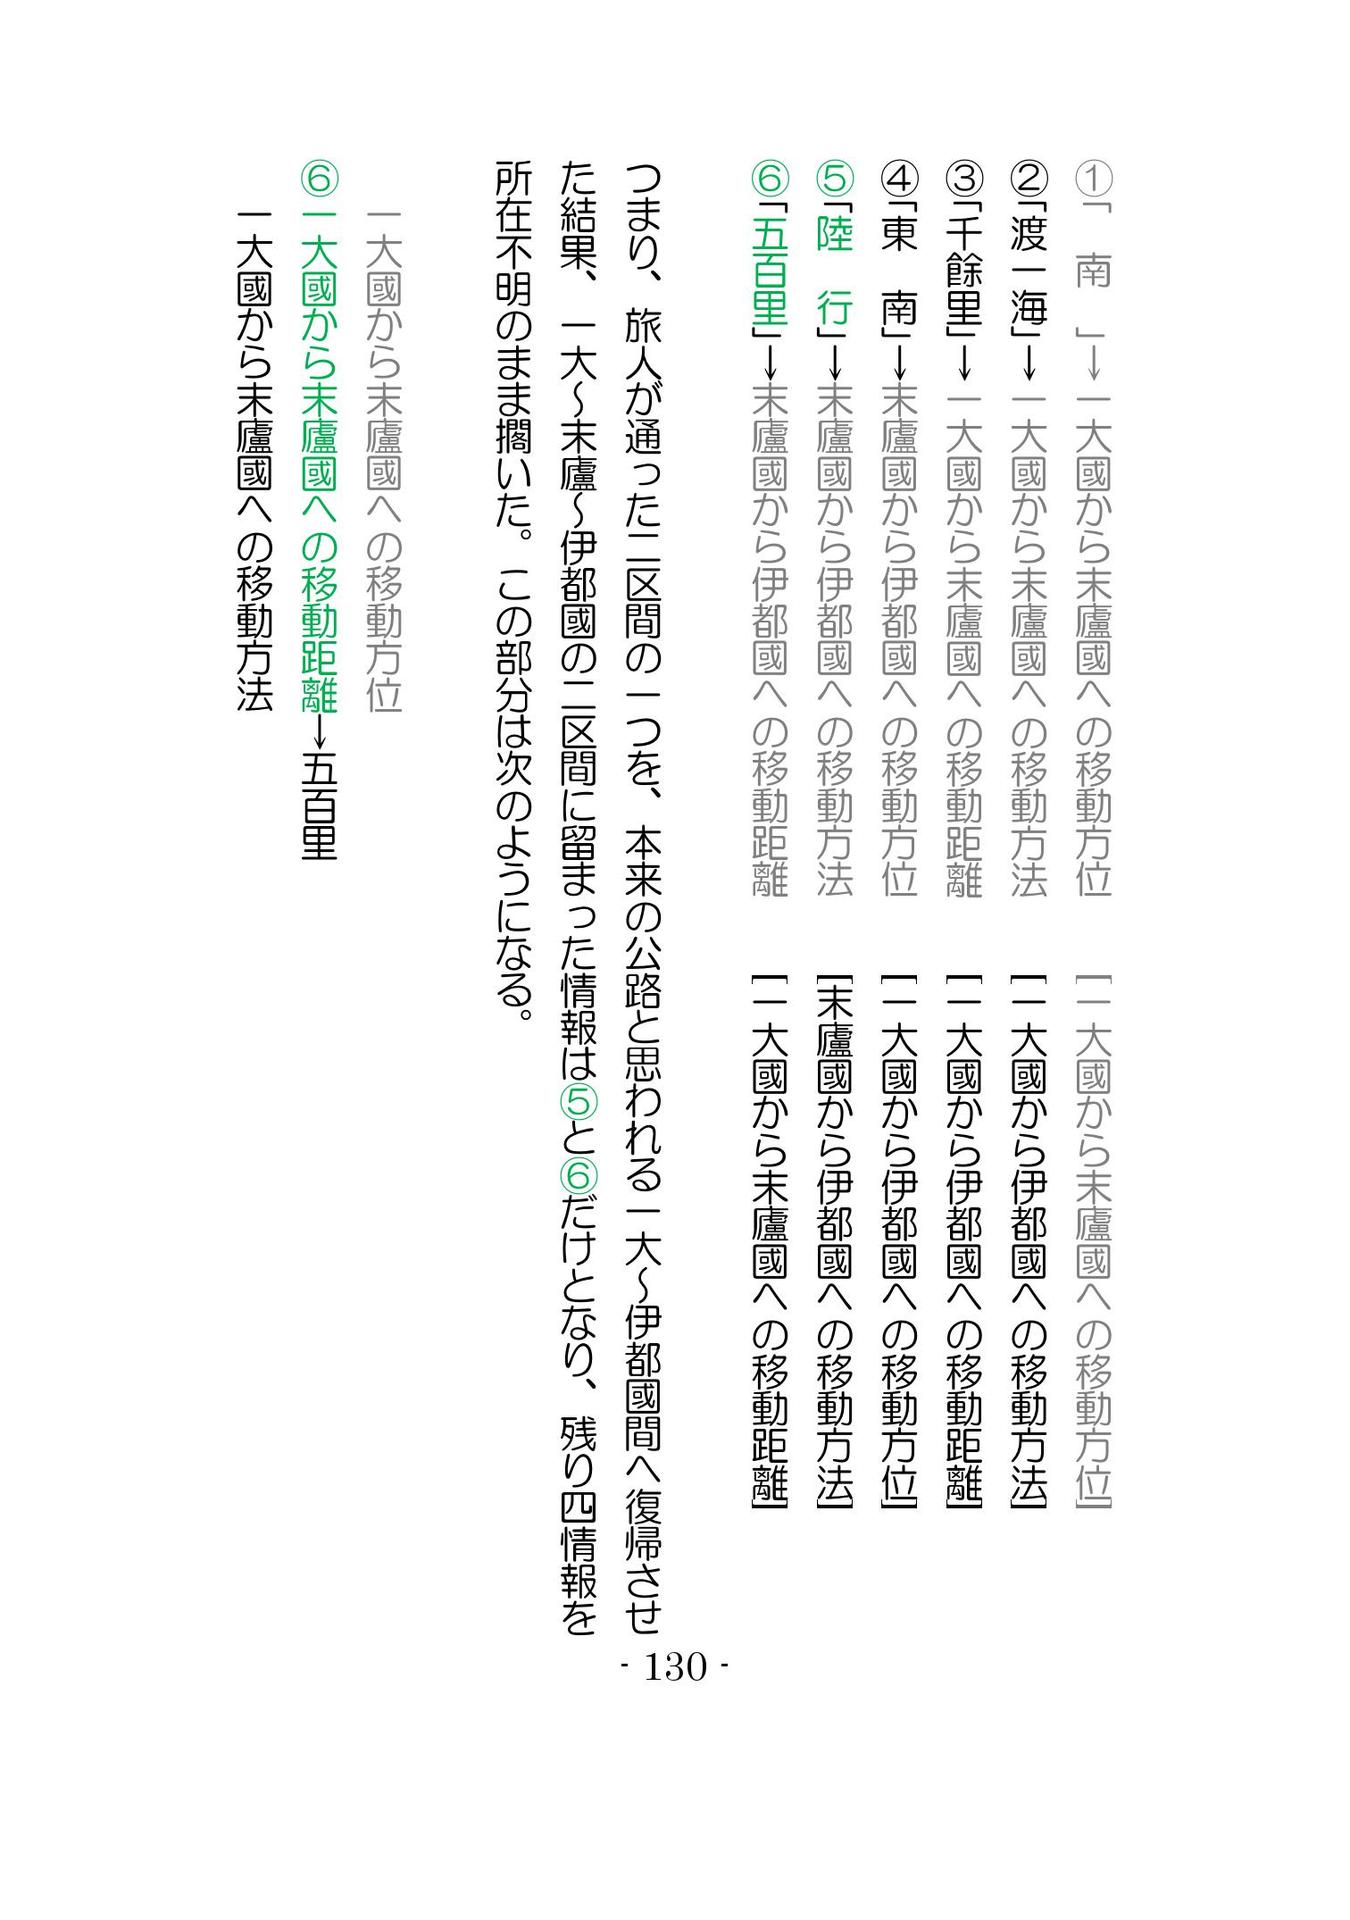 ①「　南　」→一大國から末廬國への移動方位　　【一大國から末廬國への移動方位】
②「渡一海」→一大國から末廬國への移動方法　　【一大國から伊都國への移動方法】
③「千餘里」→一大國から末廬國への移動距離　　【一大國から伊都國への移動距離】
④「東　南」→末廬國から伊都國への移動方位　　【一大國から伊都國への移動方位】
⑤「陸　行」→末廬國から伊都國への移動方法　　【末廬國から伊都國への移動方法】
⑥「五百里」→末廬國から伊都國への移動距離　　【一大國から末廬國への移動距離】
つまり、旅人が通った二区間の一つを、本来の公路と思われる一大～伊都國間へ復帰させ
た結果、一大～末廬～伊都國の二区間に留まった情報は⑤と⑥だけとなり、残り四情報を
所在不明のまま擱いた。この部分は次のようになる。
一大國から末廬國への移動方位
⑥一大國から末廬國への移動距離→五百里
一大國から末廬國への移動方法
- 130 -